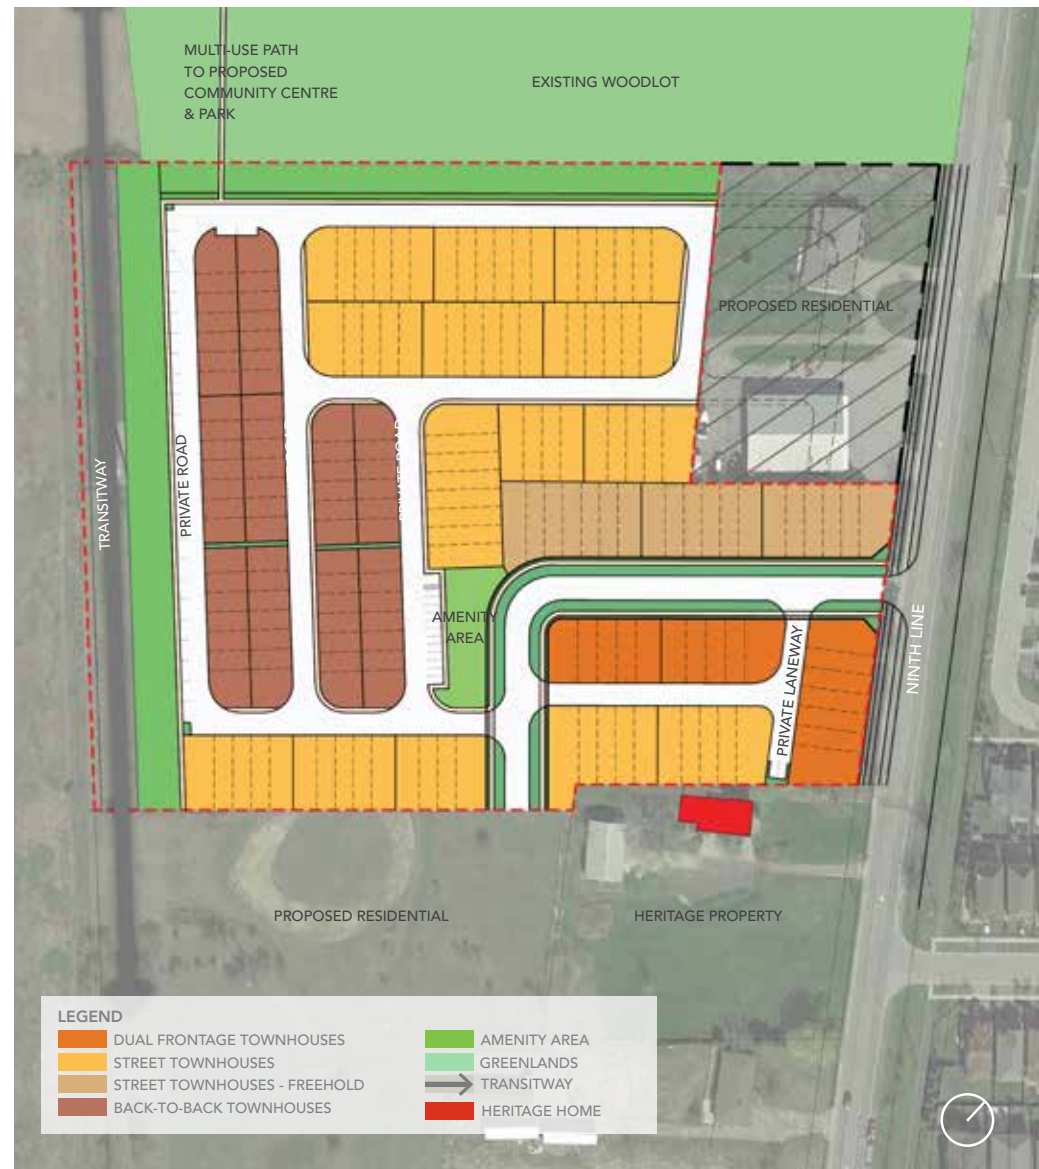 MULTI-USE PATH
TO PROPOSED
COMMUNITY CENTRE
& PARK
EXISTING WOODLOT
PROPOSED RESIDENTIAL
TRANSITWAY
PRIVATE ROAD
PRIVATE ROAD
AMENITY
AREA
PRIVATE LANEWAY
NINTH LINE
PROPOSED RESIDENTIAL
HERITAGE PROPERTY
LEGEND
DUAL FRONTAGE TOWNHOUSES
STREET TOWNHOUSES
STREET TOWNHOUSES - FREEHOLD
BACK-TO-BACK TOWNHOUSES
AMENITY AREA
GREENLANDS
TRANSITWAY
HERITAGE HOME